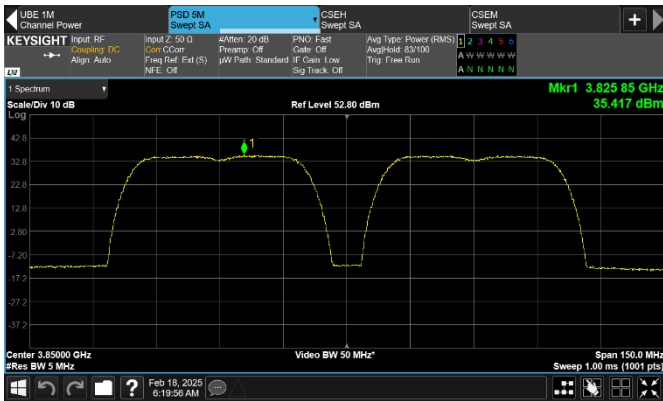 UBE 1M
Channel Power
PSD 5M
Swept SA
CSEH
Swept SA
CSEM
Swept SA
+
KEYSIGHT
Input: RF
Coupling: DC
Align: Auto
Input Z: 50 Ω
Corr CCorr
Freq Ref: Ext (S)
NFE: Off
#Atten: 20 dB
Preamp: Off
µW Path: Standard
PNO: Fast
Gate: Off
IF Gain: Low
Sig Track: Off
Avg Type: Power (RMS)
Avg|Hold: 83/100
Trig: Free Run
1 2 3 4 5 6
A W W W W W
A N N N N N
LXI
1 Spectrum
Mkr1 3.825 85 GHz
35.417 dBm
Scale/Div 10 dB
Ref Level 52.80 dBm
Log
1
42.8
32.8
22.8
12.8
2.80
-7.20
-17.2
-27.2
-37.2
Center 3.85000 GHz
Video BW 50 MHz*
Span 150.0 MHz
#Res BW 5 MHz
Sweep 1.00 ms (1001 pts)
?
Feb 18, 2025
6:19:56 AM